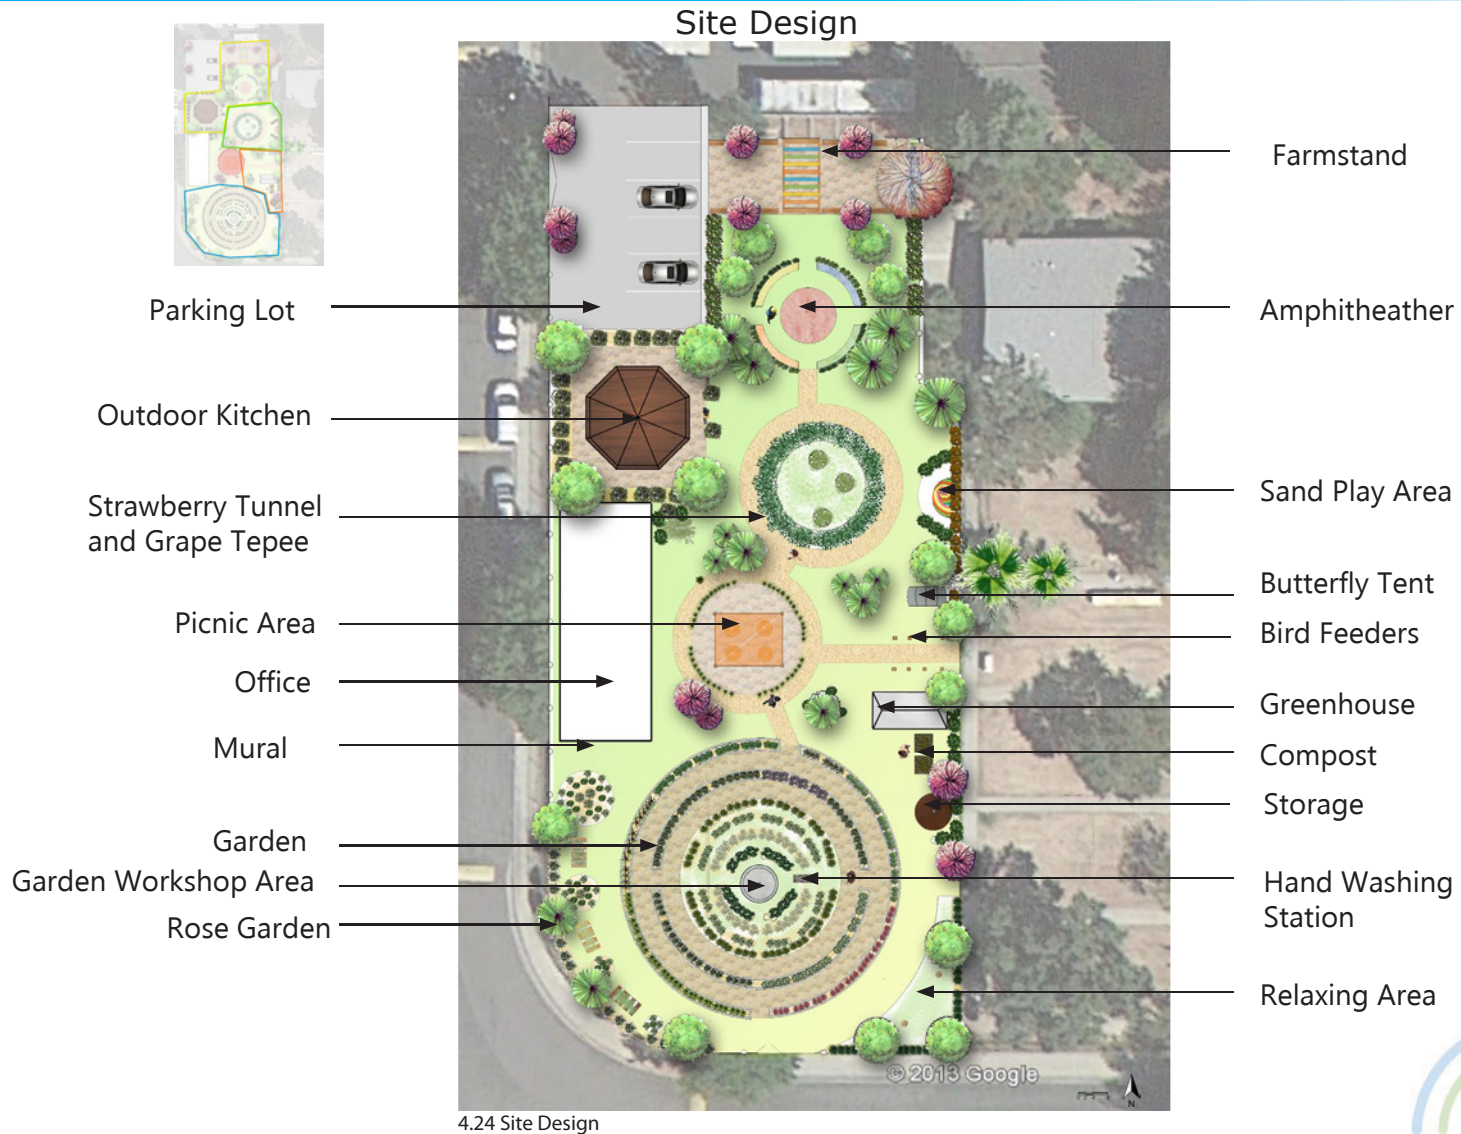 Site Design
Farmstand
Parking Lot
Amphitheather
Outdoor Kitchen
Strawberry Tunnel
and Grape Tepee
Sand Play Area
Butterfly Tent
Picnic Area
Bird Feeders
Office
Greenhouse
Mural
Compost
Storage
Garden
Garden Workshop Area
Hand Washing
Station
Rose Garden
Relaxing Area
© 2013 Google
N
4.24 Site Design